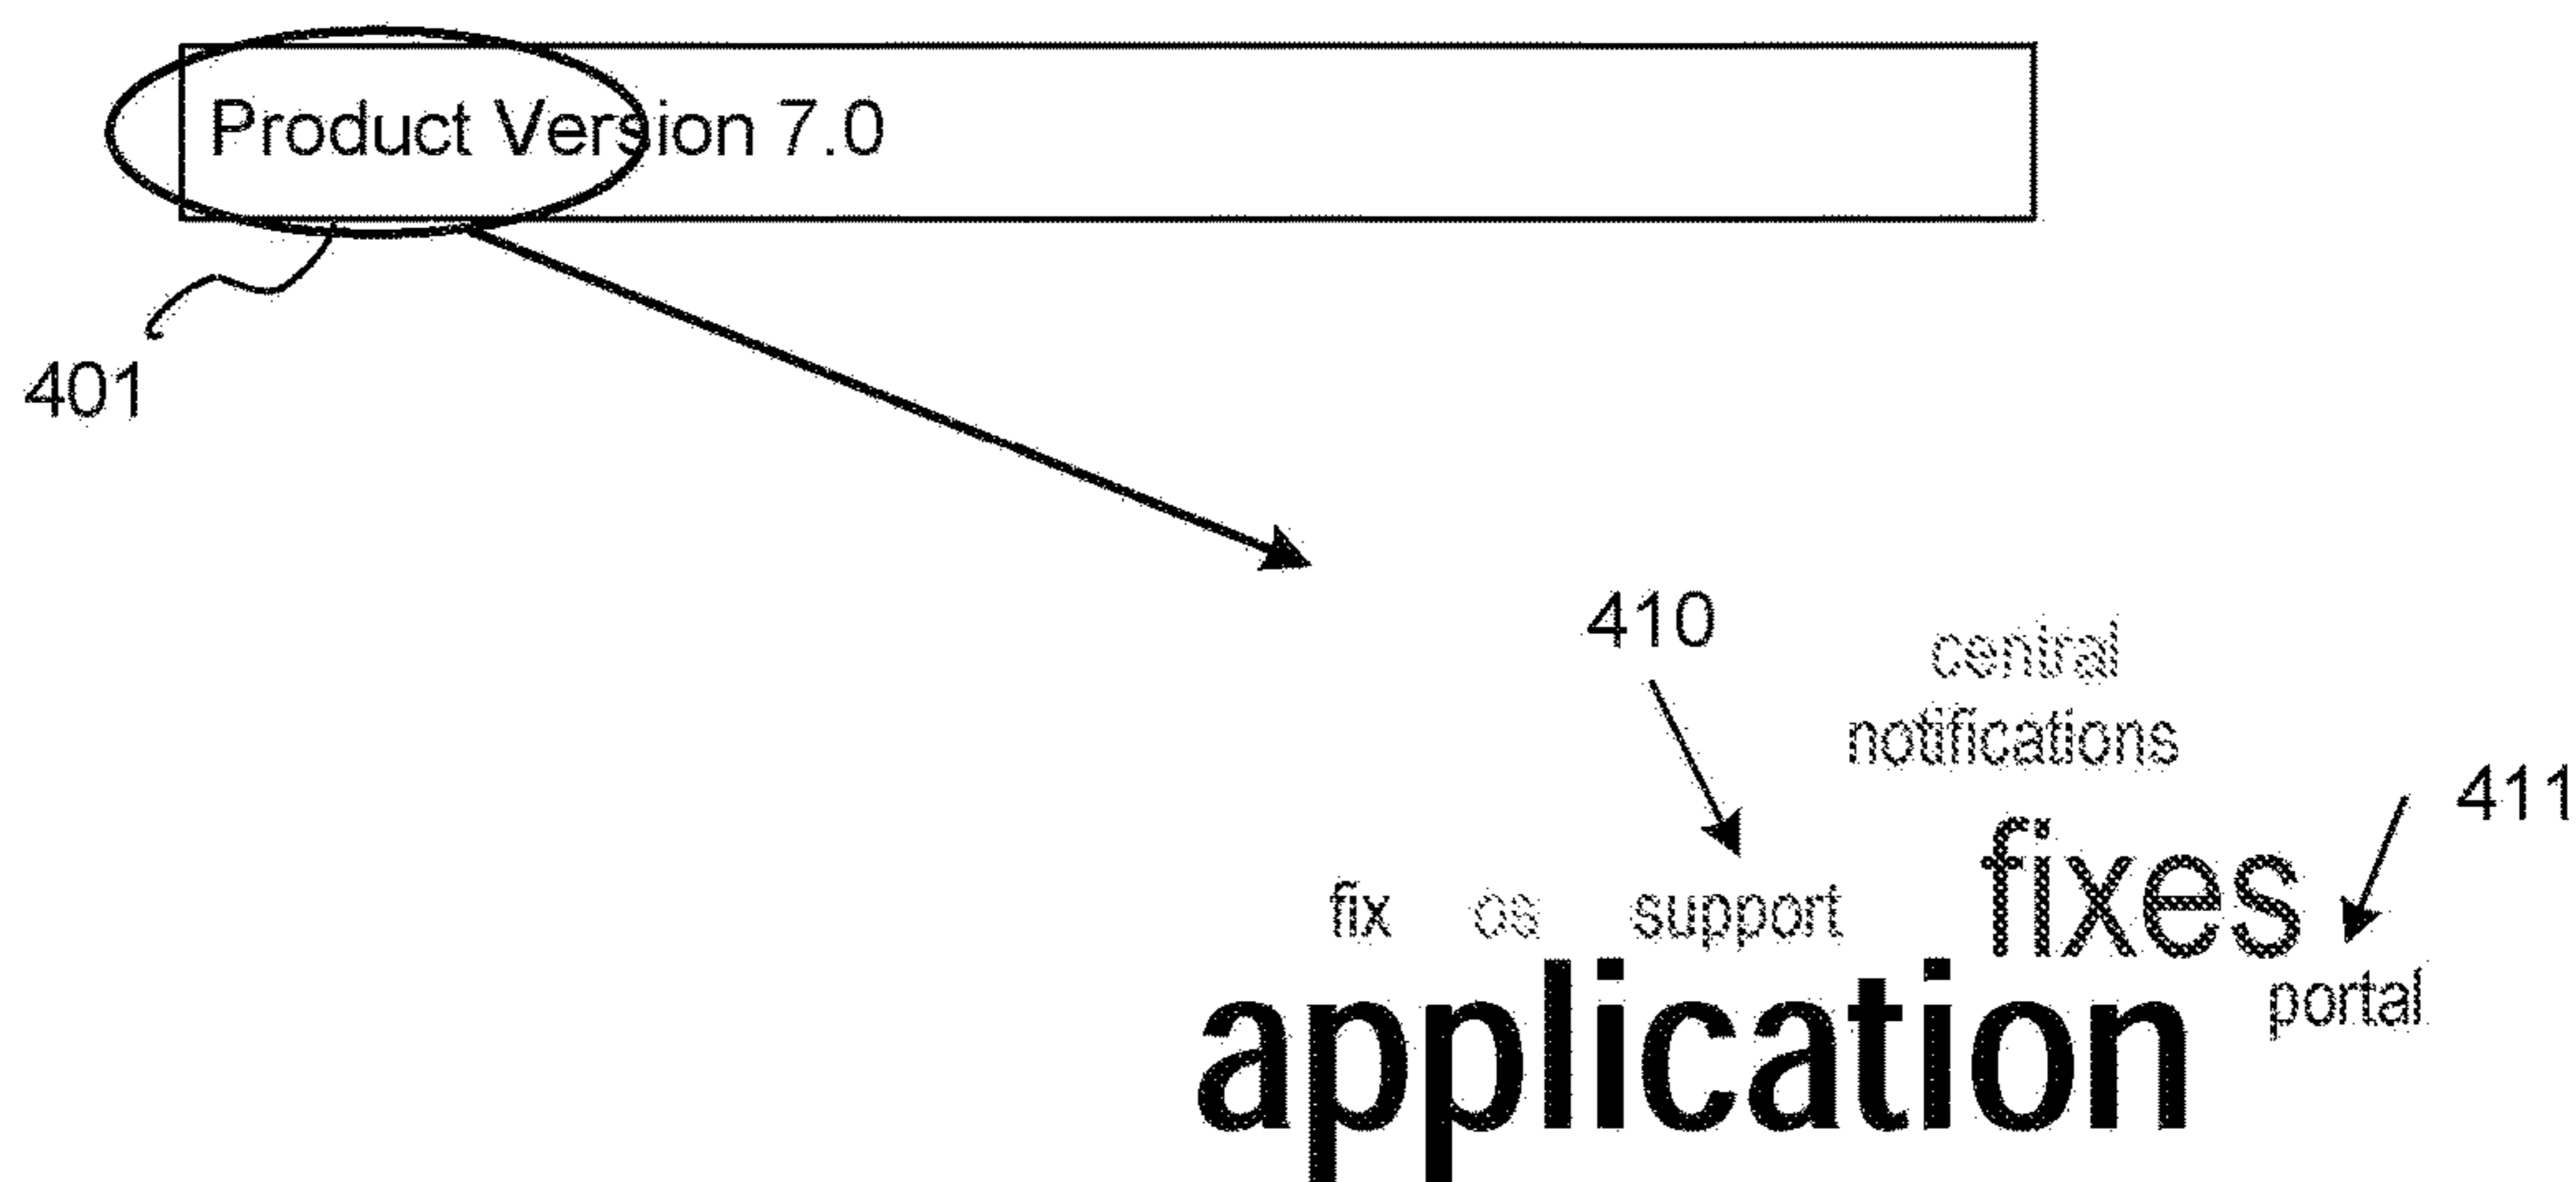 Product Version 7.0
401
410
central
notifications
411
fix os support fixes
portal
application